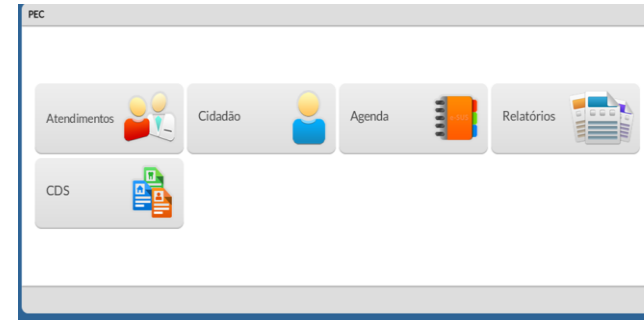 PEC
Atendimentos
Cidadão
Agenda
Relatórios
CDS